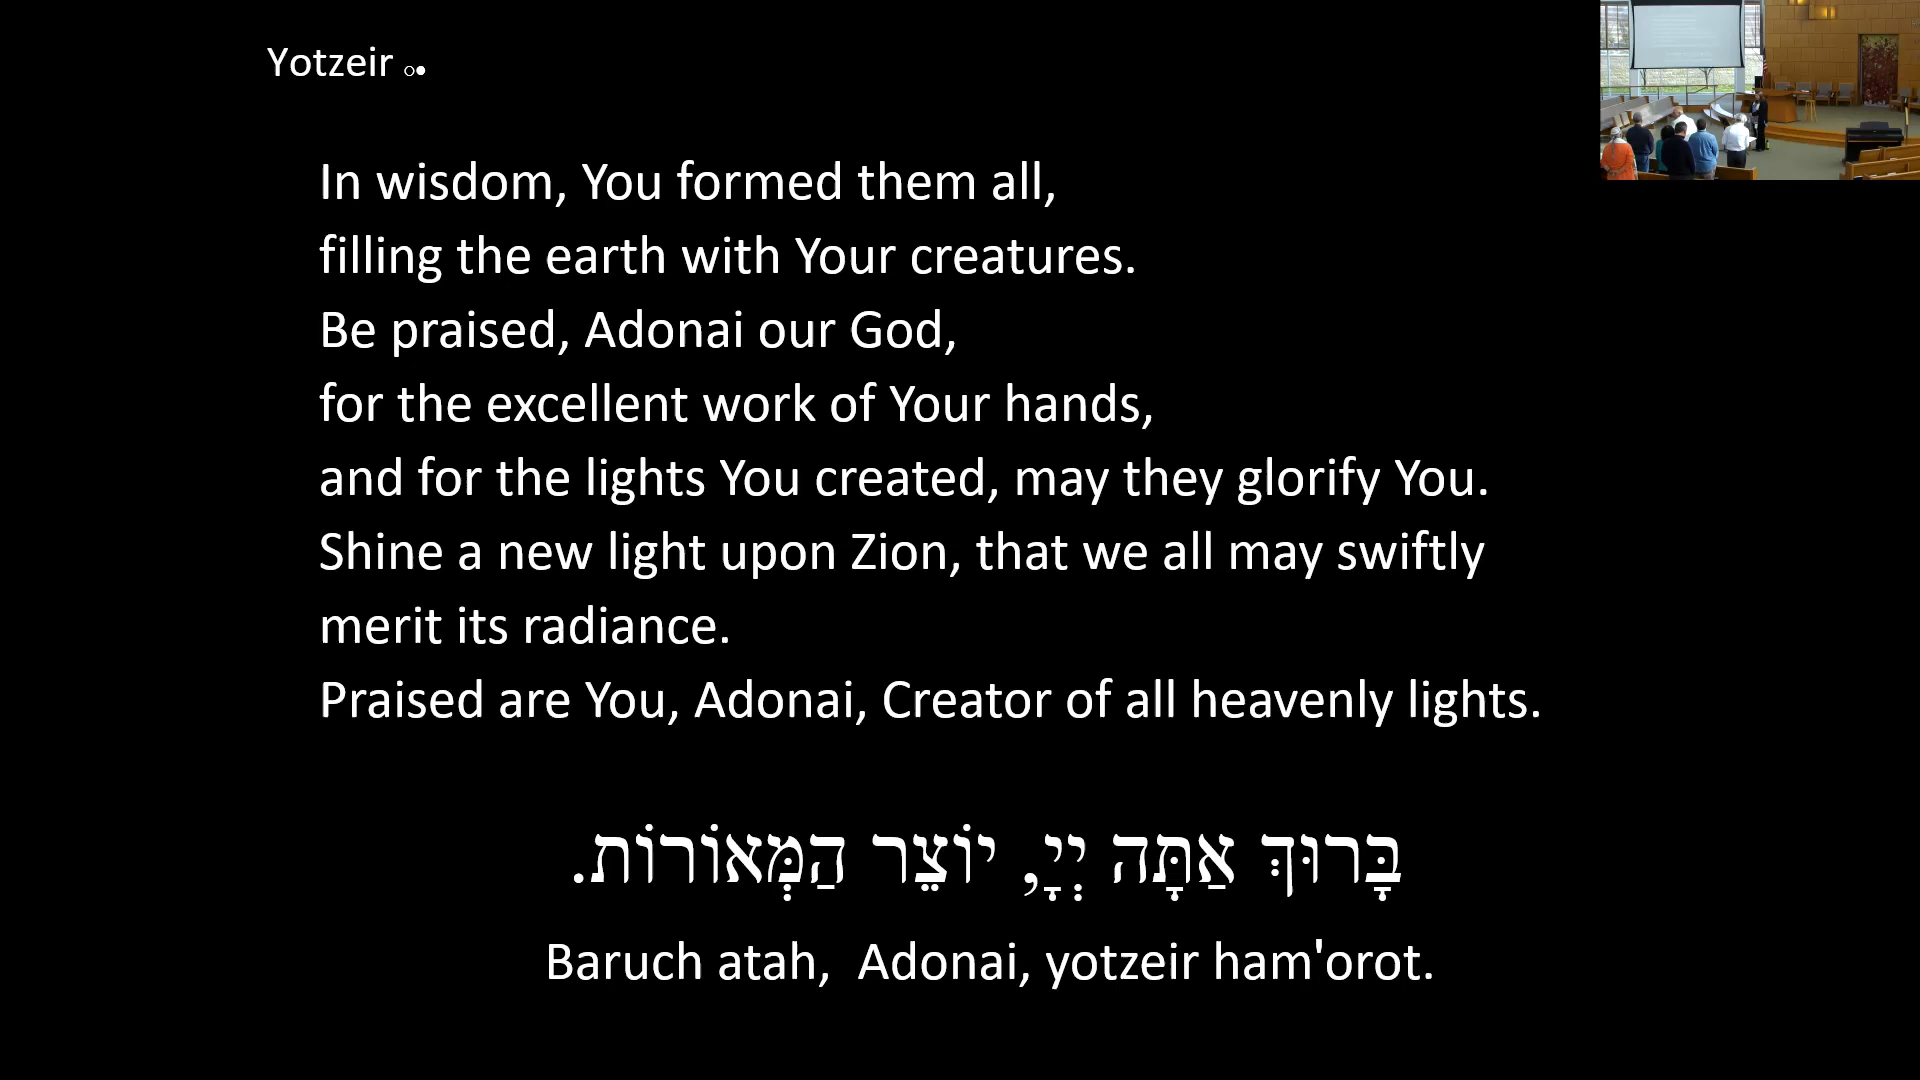 Yotzeir ○●
In wisdom, You formed them all,
filling the earth with Your creatures.
Be praised, Adonai our God,
for the excellent work of Your hands,
and for the lights You created, may they glorify You.
Shine a new light upon Zion, that we all may swiftly
merit its radiance.
Praised are You, Adonai, Creator of all heavenly lights.
בָּרוּךְ אַתָּה יְיָ, יוֹצֵר הַמְּאוֹרוֹת.
Baruch atah,  Adonai, yotzeir ham'orot.